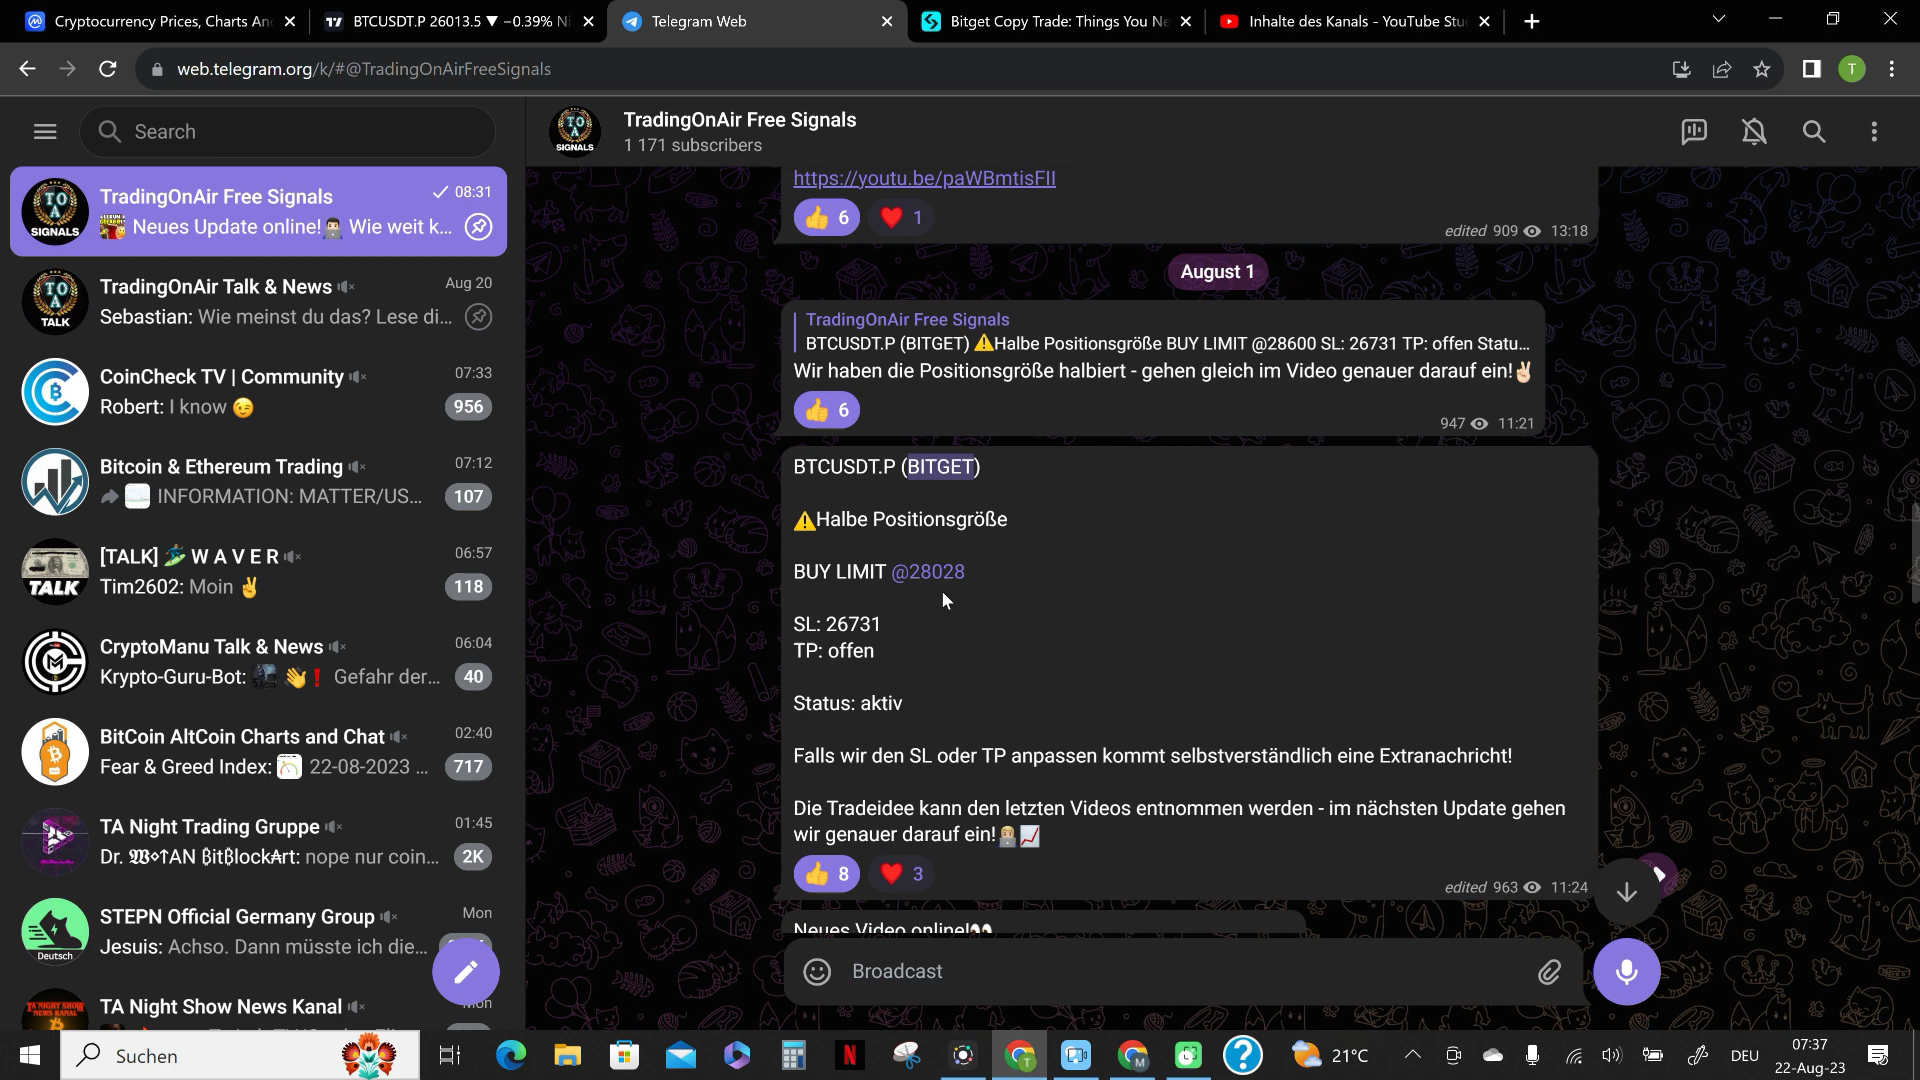 Cryptocurrency Prices, Charts An
BTCUSDT.P 26013.5 ▼ −0.39% Ni
Telegram Web
Bitget Copy Trade: Things You Ne
Inhalte des Kanals - YouTube Stu
web.telegram.org/k/#@TradingOnAirFreeSignals
T
Search
TradingOnAir Free Signals
08:31
Neues Update online!👨🏻‍💻 Wie weit k...
TradingOnAir Talk & News
Aug 20
Sebastian: Wie meinst du das? Lese di...
CoinCheck TV | Community
07:33
Robert: I know 😉
956
Bitcoin & Ethereum Trading
07:12
INFORMATION: MATTER/US...
107
[TALK] 🏄 W A V E R
06:57
Tim2602: Moin ✌
118
CryptoManu Talk & News
06:04
Krypto-Guru-Bot: 👋❗ Gefahr der...
40
BitCoin AltCoin Charts and Chat
02:40
Fear & Greed Index: 22-08-2023 ...
717
TA Night Trading Gruppe
01:45
Dr. 𝕎⋄↑AN ₿it₿lockArt: nope nur coin...
2K
STEPN Official Germany Group
Mon
Jesuis: Achso. Dann müsste ich die...
TA Night Show News Kanal
Mon
TradingOnAir Free Signals
1 171 subscribers
https://youtu.be/paWBmtisFII
👍 6 ❤ 1
edited 909 13:18
August 1
TradingOnAir Free Signals
BTCUSDT.P (BITGET) ⚠Halbe Positionsgröße BUY LIMIT @28600 SL: 26731 TP: offen Statu...
Wir haben die Positionsgröße halbiert - gehen gleich im Video genauer darauf ein!✌🏻
👍 6
947 11:21
BTCUSDT.P (BITGET)
⚠Halbe Positionsgröße
BUY LIMIT @28028
SL: 26731
TP: offen
Status: aktiv
Falls wir den SL oder TP anpassen kommt selbstverständlich eine Extranachricht!
Die Tradeidee kann den letzten Videos entnommen werden - im nächsten Update gehen
wir genauer darauf ein!👨🏼‍💻📈
👍 8 ❤ 3
edited 963 11:24
Neues Video online!👀
Broadcast
Suchen
21°C
DEU
07:37
22-Aug-23